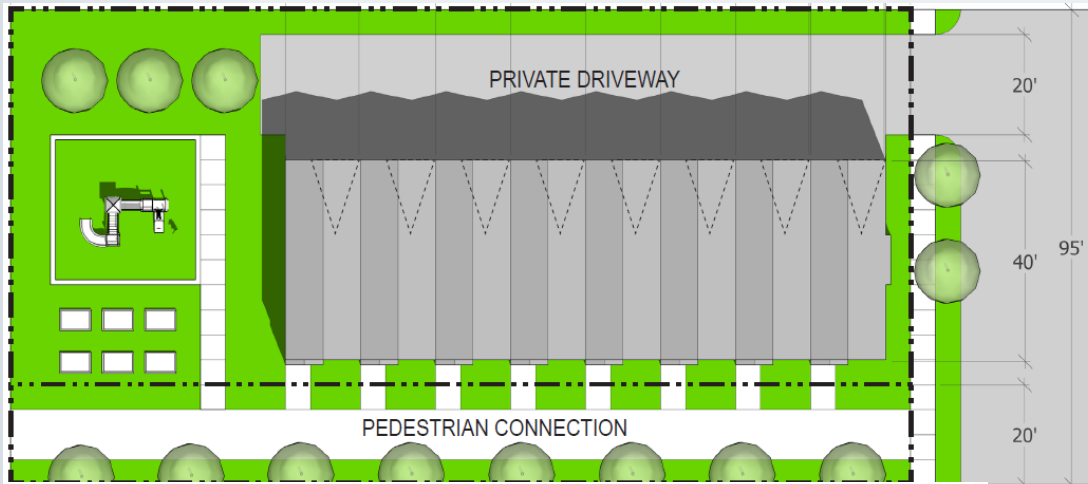 PRIVATE DRIVEWAY
20'
40'
95'
PEDESTRIAN CONNECTION
20'